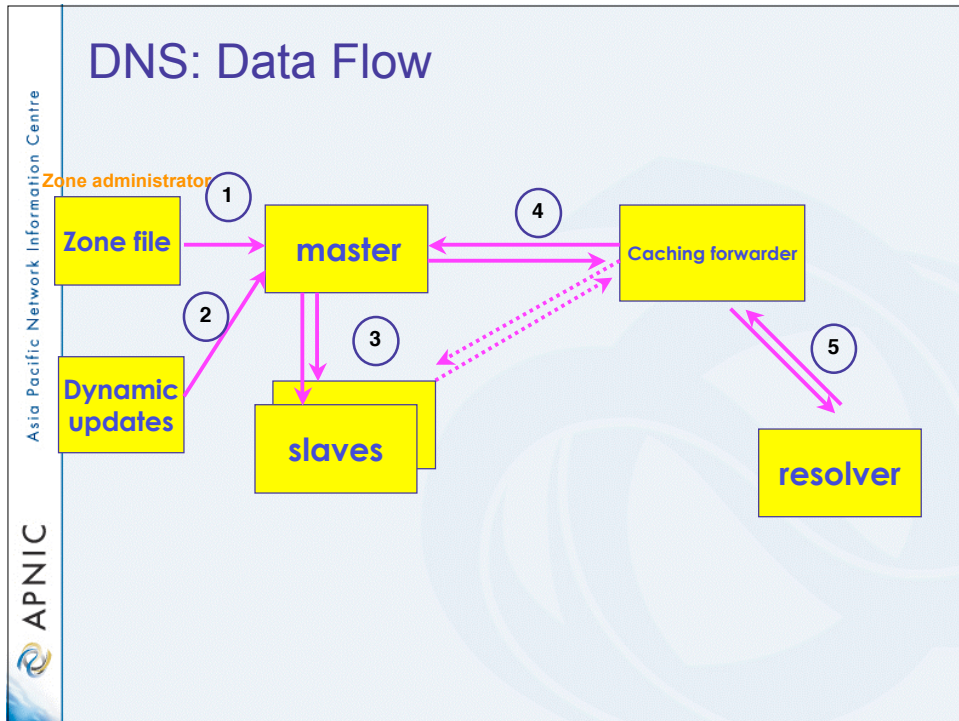 DNS: Data Flow
Asia Pacific Network Information Centre
APNIC
Zone administrator
1
4
Zone file
master
Caching forwarder
2
3
5
Dynamic
updates
slaves
resolver